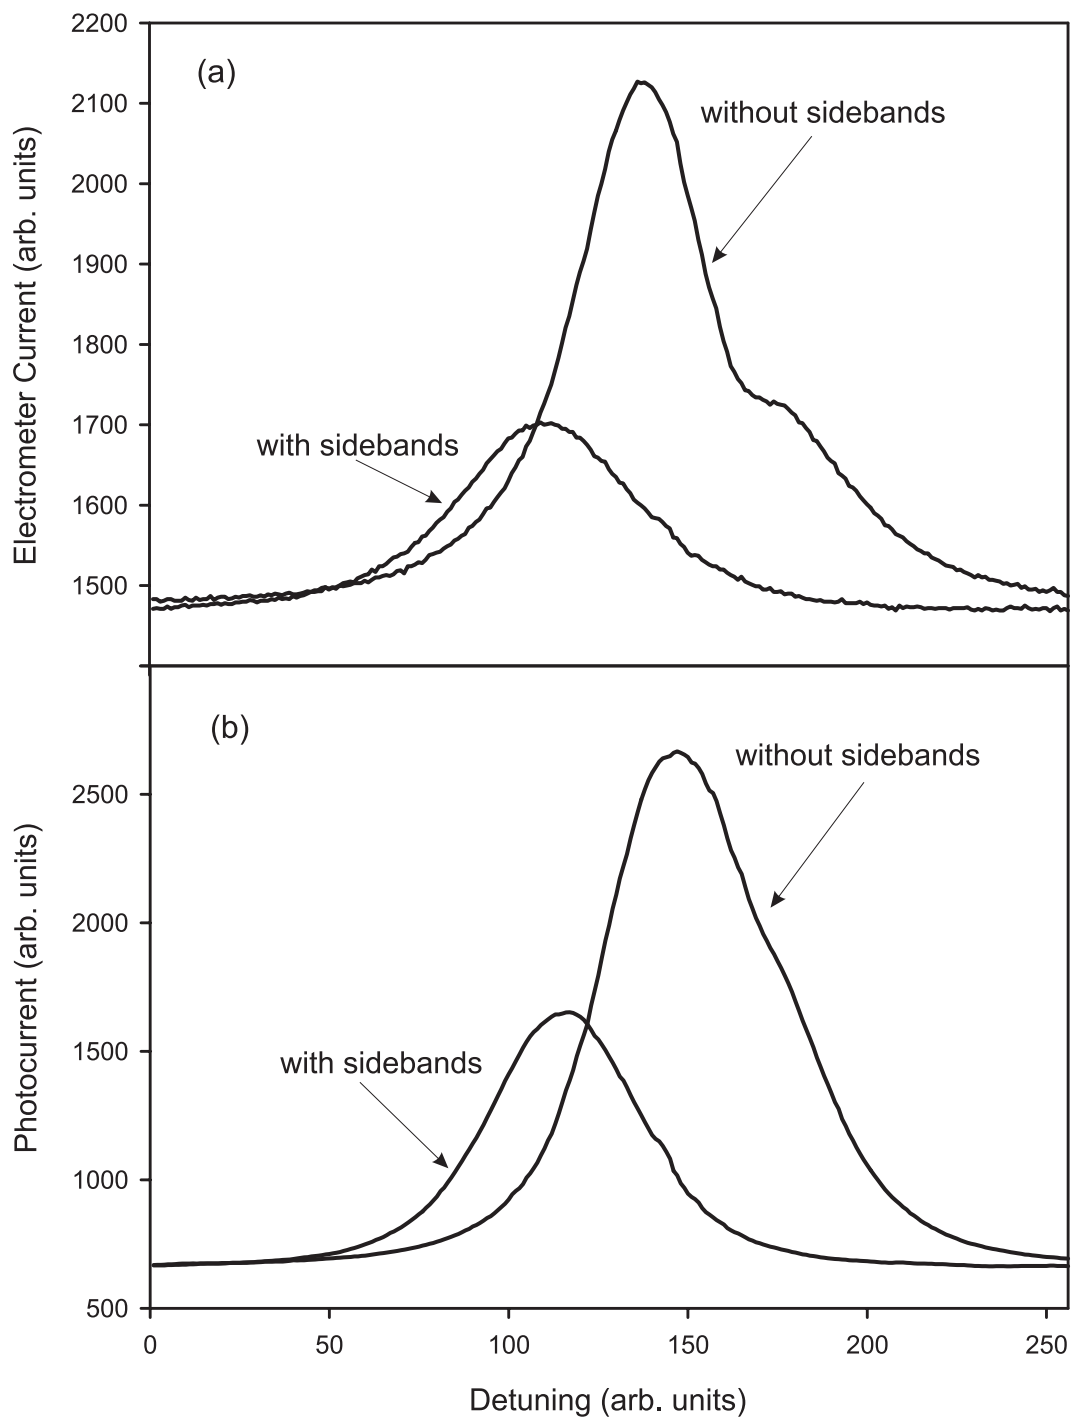 2200
(a)
2100
without sidebands
2000
1900
1800
1700
with sidebands
1600
1500
Electrometer Current (arb. units)
(b)
without sidebands
2500
2000
1500
with sidebands
1000
500
Photocurrent (arb. units)
0 50 100 150 200 250
Detuning (arb. units)